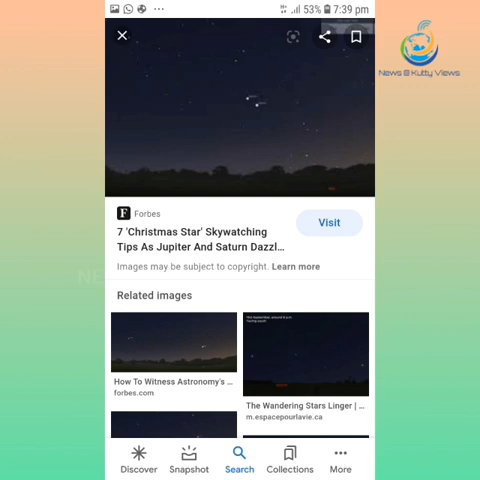 53% 7:39 pm
News @ Kutty Views
Forbes
7 'Christmas Star' Skywatching
Tips As Jupiter And Saturn Dazzl...
Visit
Images may be subject to copyright. Learn more
Related images
How To Witness Astronomy's ...
forbes.com
The Wandering Stars Linger | ...
m.espacepourlavie.ca
Discover
Snapshot
Search
Collections
More